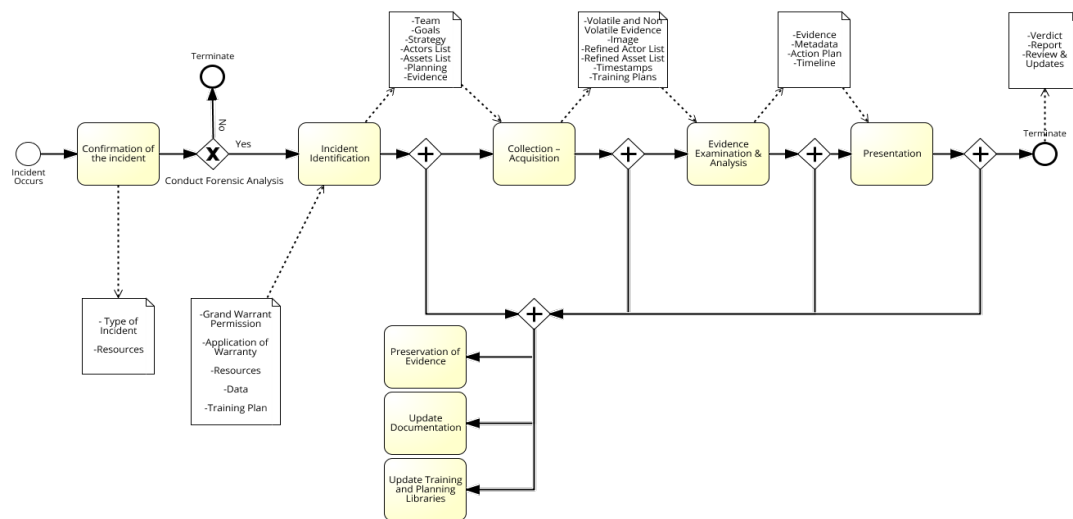 Incident
Occurs
Confirmation of
the incident
- Type of
Incident
-Resources
Terminate
No
Yes
Conduct Forensic Analysis
-Grand Warrant
Permission
-Application of
Warranty
-Resources
-Data
-Training Plan
Incident
Identification
-Team
-Goals
-Strategy
-Actors List
-Assets List
-Planning
-Evidence
Collection –
Acquisition
-Volatile and Non
Volatile Evidence
-Image
-Refined Actor List
-Refined Asset List
-Timestamps
-Training Plans
Evidence
Examination &
Analysis
-Evidence
-Metadata
-Action Plan
-Timeline
Presentation
-Verdict
-Report
-Review &
Updates
Terminate
Preservation of
Evidence
Update
Documentation
Update Training
and Planning
Libraries